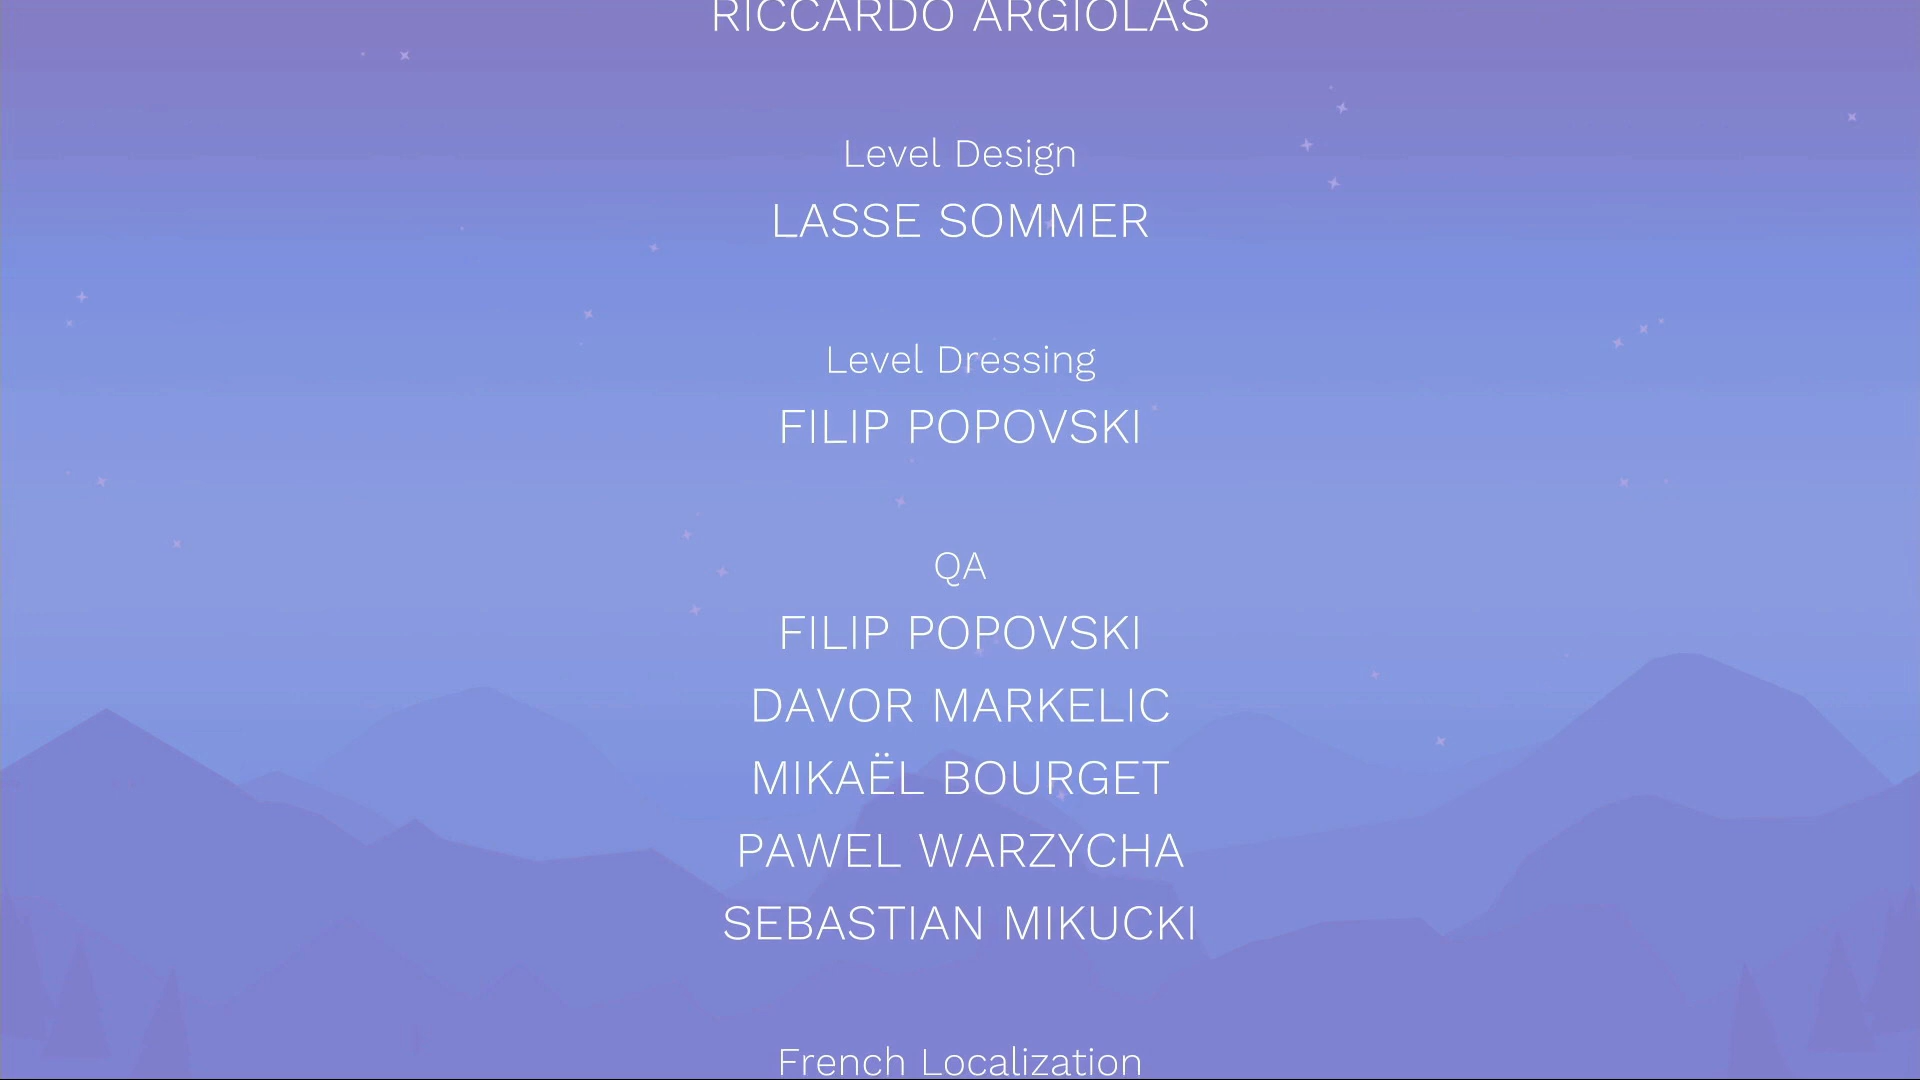 RICCARDO ARGIOLAS
Level Design
LASSE SOMMER
Level Dressing
FILIP POPOVSKI
QA
FILIP POPOVSKI
DAVOR MARKELIC
MIKAËL BOURGET
PAWEL WARZYCHA
SEBASTIAN MIKUCKI
French Localization